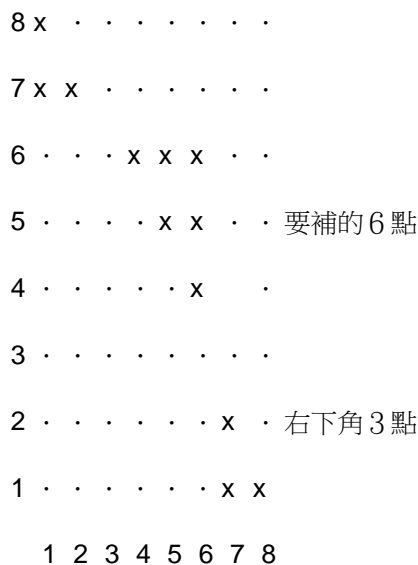 8 x · · · · · · ·
7 x x · · · · · ·
6 · · · x x x · ·
5 · · · · x x · · 要補的6點
4 · · · · · x ·
3 · · · · · · · ·
2 · · · · · · x · 右下角3點
1 · · · · · · x x
1 2 3 4 5 6 7 8